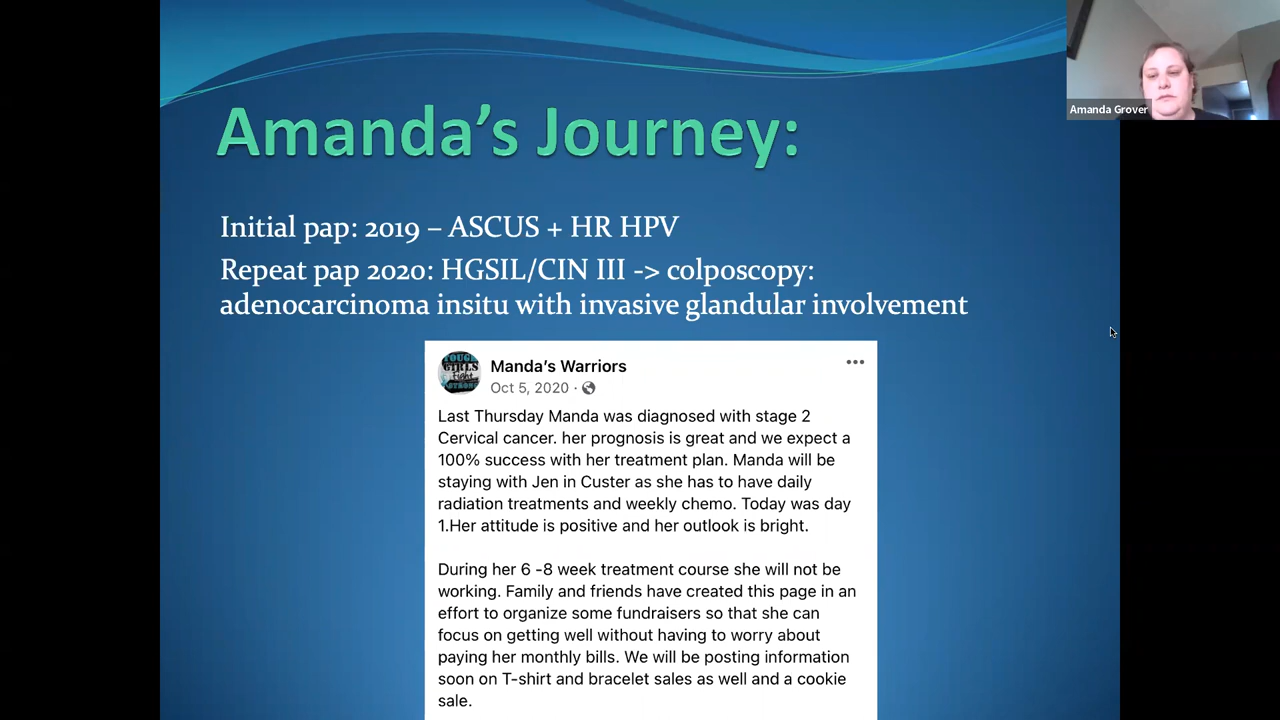 Amanda Grover
Amanda's Journey:
Initial pap: 2019 – ASCUS + HR HPV
Repeat pap 2020: HGSIL/CIN III -> colposcopy:
adenocarcinoma insitu with invasive glandular involvement
TOUGH
GIRLS
Fight
STRONG
Manda's Warriors
Oct 5, 2020 ·
Last Thursday Manda was diagnosed with stage 2
Cervical cancer. her prognosis is great and we expect a
100% success with her treatment plan. Manda will be
staying with Jen in Custer as she has to have daily
radiation treatments and weekly chemo. Today was day
1.Her attitude is positive and her outlook is bright.
During her 6 -8 week treatment course she will not be
working. Family and friends have created this page in an
effort to organize some fundraisers so that she can
focus on getting well without having to worry about
paying her monthly bills. We will be posting information
soon on T-shirt and bracelet sales as well and a cookie
sale.